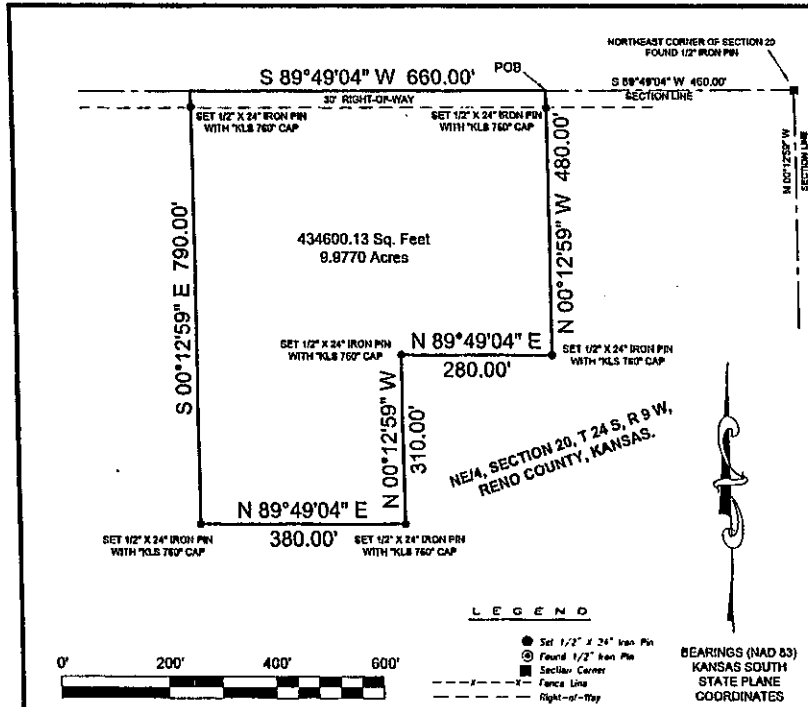 NORTHEAST CORNER OF SECTION 20
FOUND 1/2" IRON PIN
POB
S 89°49'04" W 660.00'
S 89°49'04" W 460.00'
SECTION LINE
30' RIGHT-OF-WAY
SET 1/2" X 24" IRON PIN
WITH "KLS 760" CAP
SET 1/2" X 24" IRON PIN
WITH "KLS 760" CAP
N 00°12'59" W
SECTION LINE
N 00°12'59" W 480.00'
S 00°12'59" E 790.00'
434600.13 Sq. Feet
9.9770 Acres
SET 1/2" X 24" IRON PIN
WITH "KLS 760" CAP
N 89°49'04" E
280.00'
SET 1/2" X 24" IRON PIN
WITH "KLS 760" CAP
N 00°12'59" W
310.00'
NE/4, SECTION 20, T 24 S, R 9 W,
RENO COUNTY, KANSAS.
N 89°49'04" E
380.00'
SET 1/2" X 24" IRON PIN
WITH "KLS 760" CAP
SET 1/2" X 24" IRON PIN
WITH "KLS 760" CAP
LEGEND
Set 1/2" X 24" Iron Pin
Found 1/2" Iron Pin
Section Corner
Fence Line
Right-of-Way
0' 200' 400' 600'
BEARINGS (NAD 83)
KANSAS SOUTH
STATE PLANE
COORDINATES